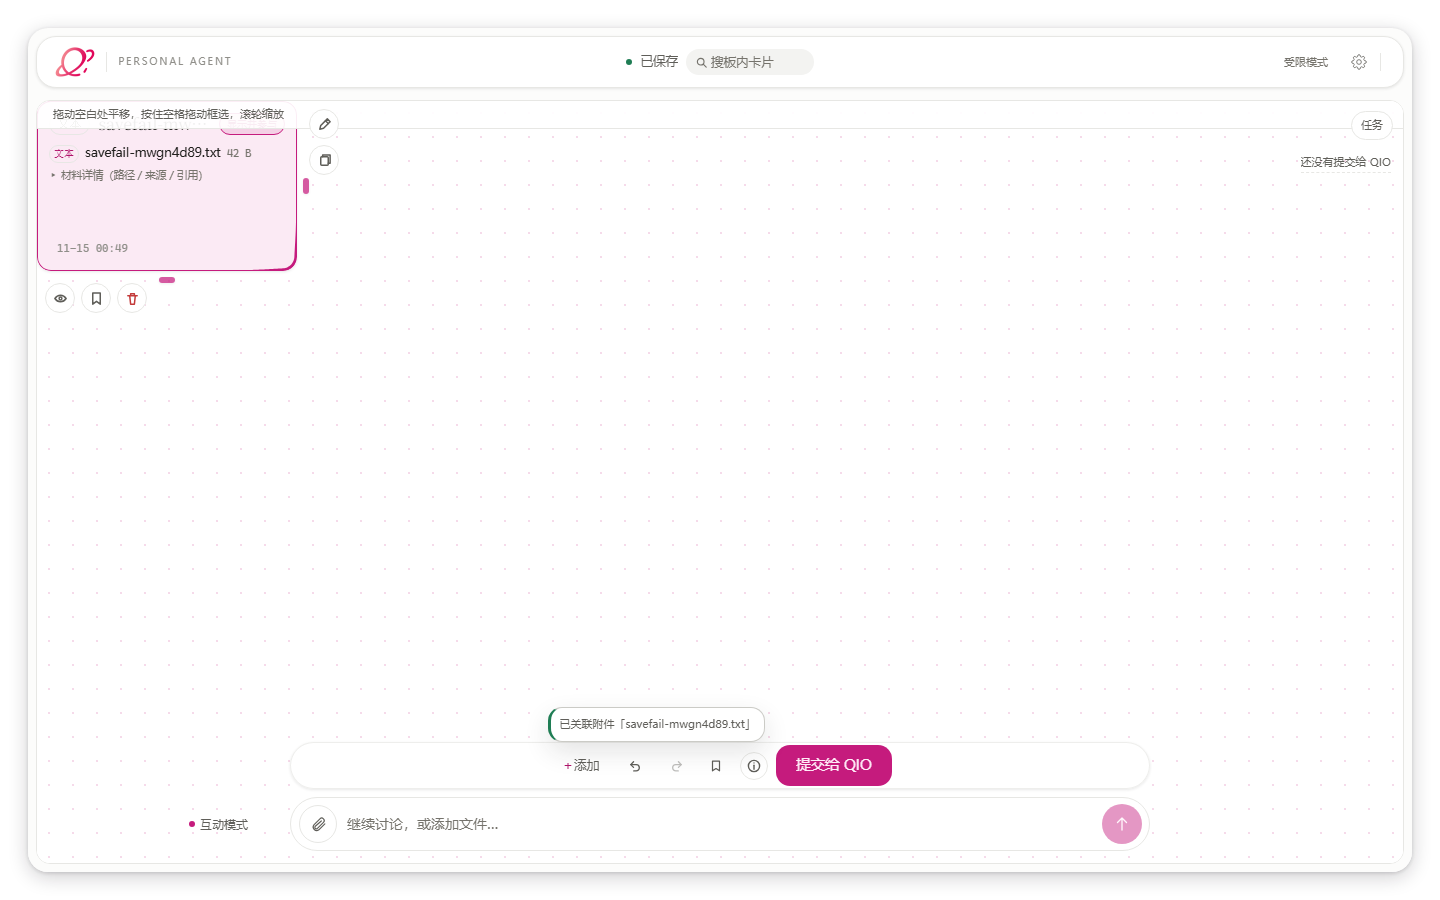 PERSONAL AGENT
已保存
搜板内卡片
受限模式
拖动空白处平移，按住空格拖动框选，滚轮缩放
任务
文本 savefail-mwgn4d89.txt 42 B
还没有提交给 QIO
材料详情（路径 / 来源 / 引用）
11-15 00:49
已关联附件「savefail-mwgn4d89.txt」
+添加
提交给 QIO
互动模式
继续讨论，或添加文件...